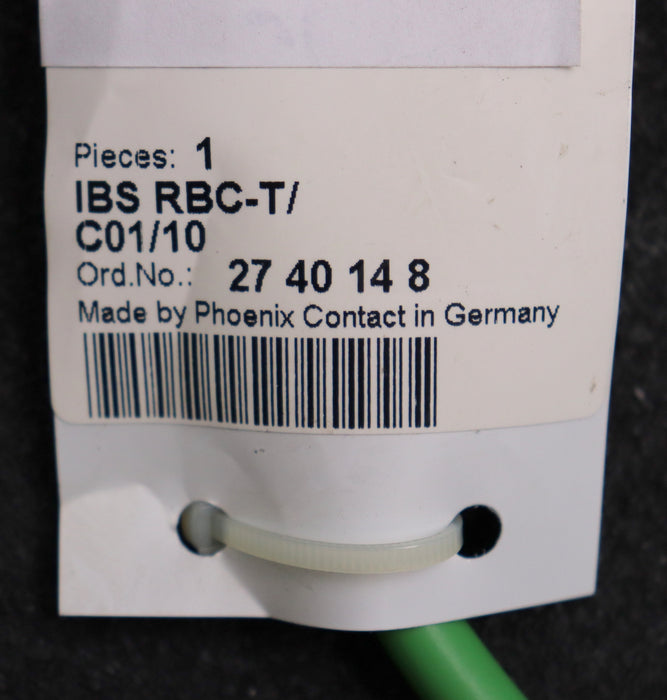 Pieces: 1
IBS RBC-T/
C01/10
Ord.No.: 27 40 14 8
Made by Phoenix Contact in Germany